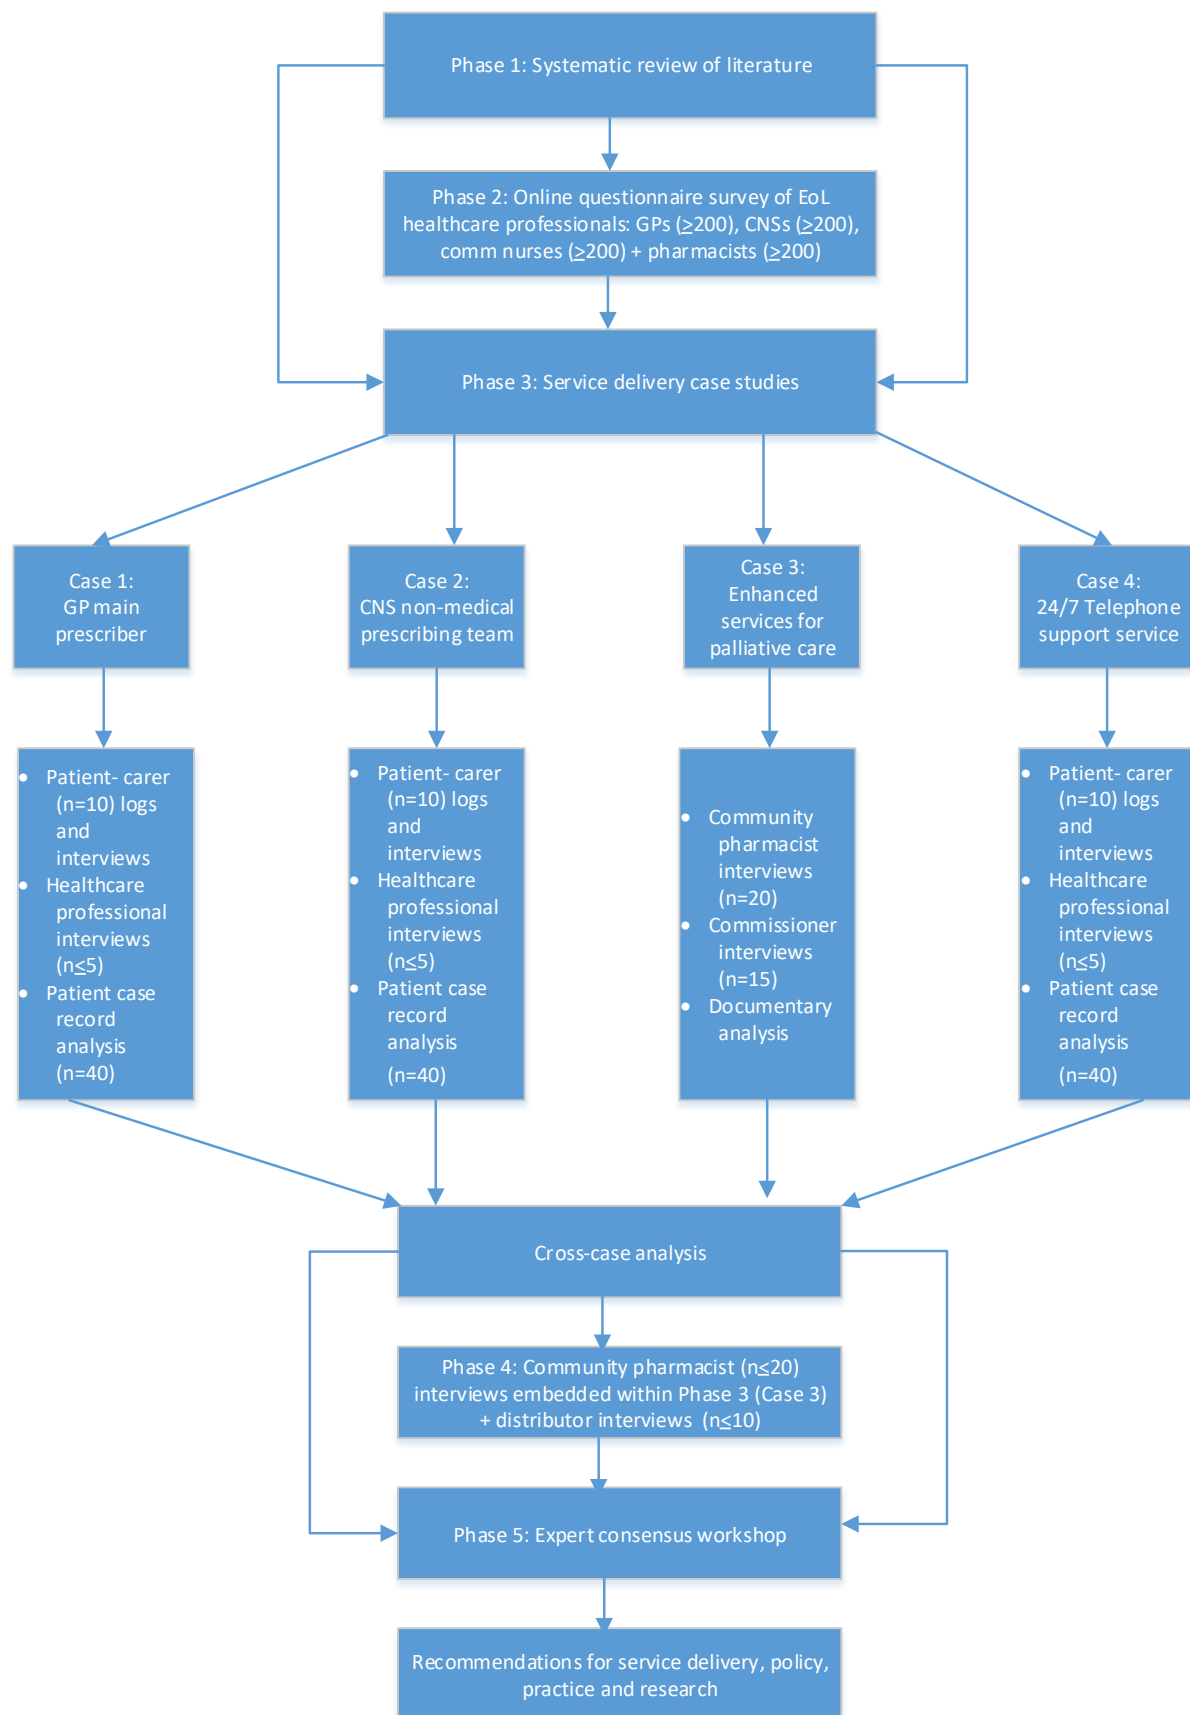 Phase 1: Systematic review of literature
Phase 2: Online questionnaire survey of EoL
healthcare professionals: GPs (≥200), CNSs (≥200),
comm nurses (≥200) + pharmacists (≥200)
Phase 3: Service delivery case studies
Case 1:
GP main
prescriber
Case 2:
CNS non-medical
prescribing team
Case 3:
Enhanced
services for
palliative care
Case 4:
24/7 Telephone
support service
• Patient- carer
(n=10) logs
and
interviews
• Healthcare
professional
interviews
(n≤5)
• Patient case
record
analysis
(n=40)
• Patient- carer
(n=10) logs
and
interviews
• Healthcare
professional
interviews
(n≤5)
• Patient case
record
analysis
(n=40)
• Community
pharmacist
interviews
(n=20)
• Commissioner
interviews
(n=15)
• Documentary
analysis
• Patient- carer
(n=10) logs
and
interviews
• Healthcare
professional
interviews
(n≤5)
• Patient case
record
analysis
(n=40)
Cross-case analysis
Phase 4: Community pharmacist (n≤20)
interviews embedded within Phase 3 (Case 3)
+ distributor interviews (n≤10)
Phase 5: Expert consensus workshop
Recommendations for service delivery, policy,
practice and research